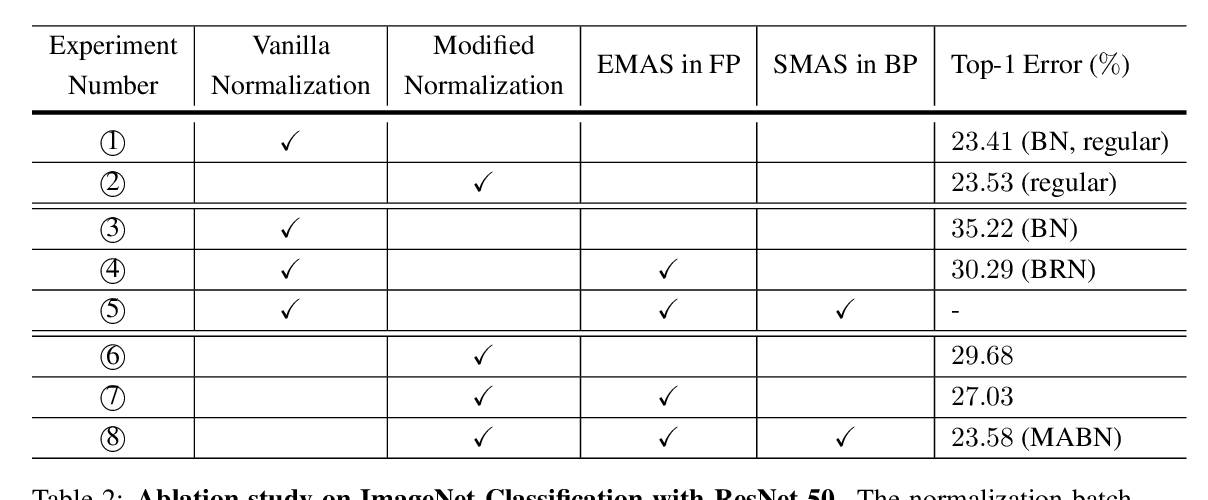 Experiment Number | Vanilla Normalization | Modified Normalization | EMAS in FP | SMAS in BP | Top-1 Error (%)
① | ✓ | | | | 23.41 (BN, regular)
② | | ✓ | | | 23.53 (regular)
③ | ✓ | | | | 35.22 (BN)
④ | ✓ | | ✓ | | 30.29 (BRN)
⑤ | ✓ | | ✓ | ✓ | -
⑥ | | ✓ | | | 29.68
⑦ | | ✓ | ✓ | | 27.03
⑧ | | ✓ | ✓ | ✓ | 23.58 (MABN)
Table 2: Ablation study on ImageNet Classification with ResNet-50. The normalization batch